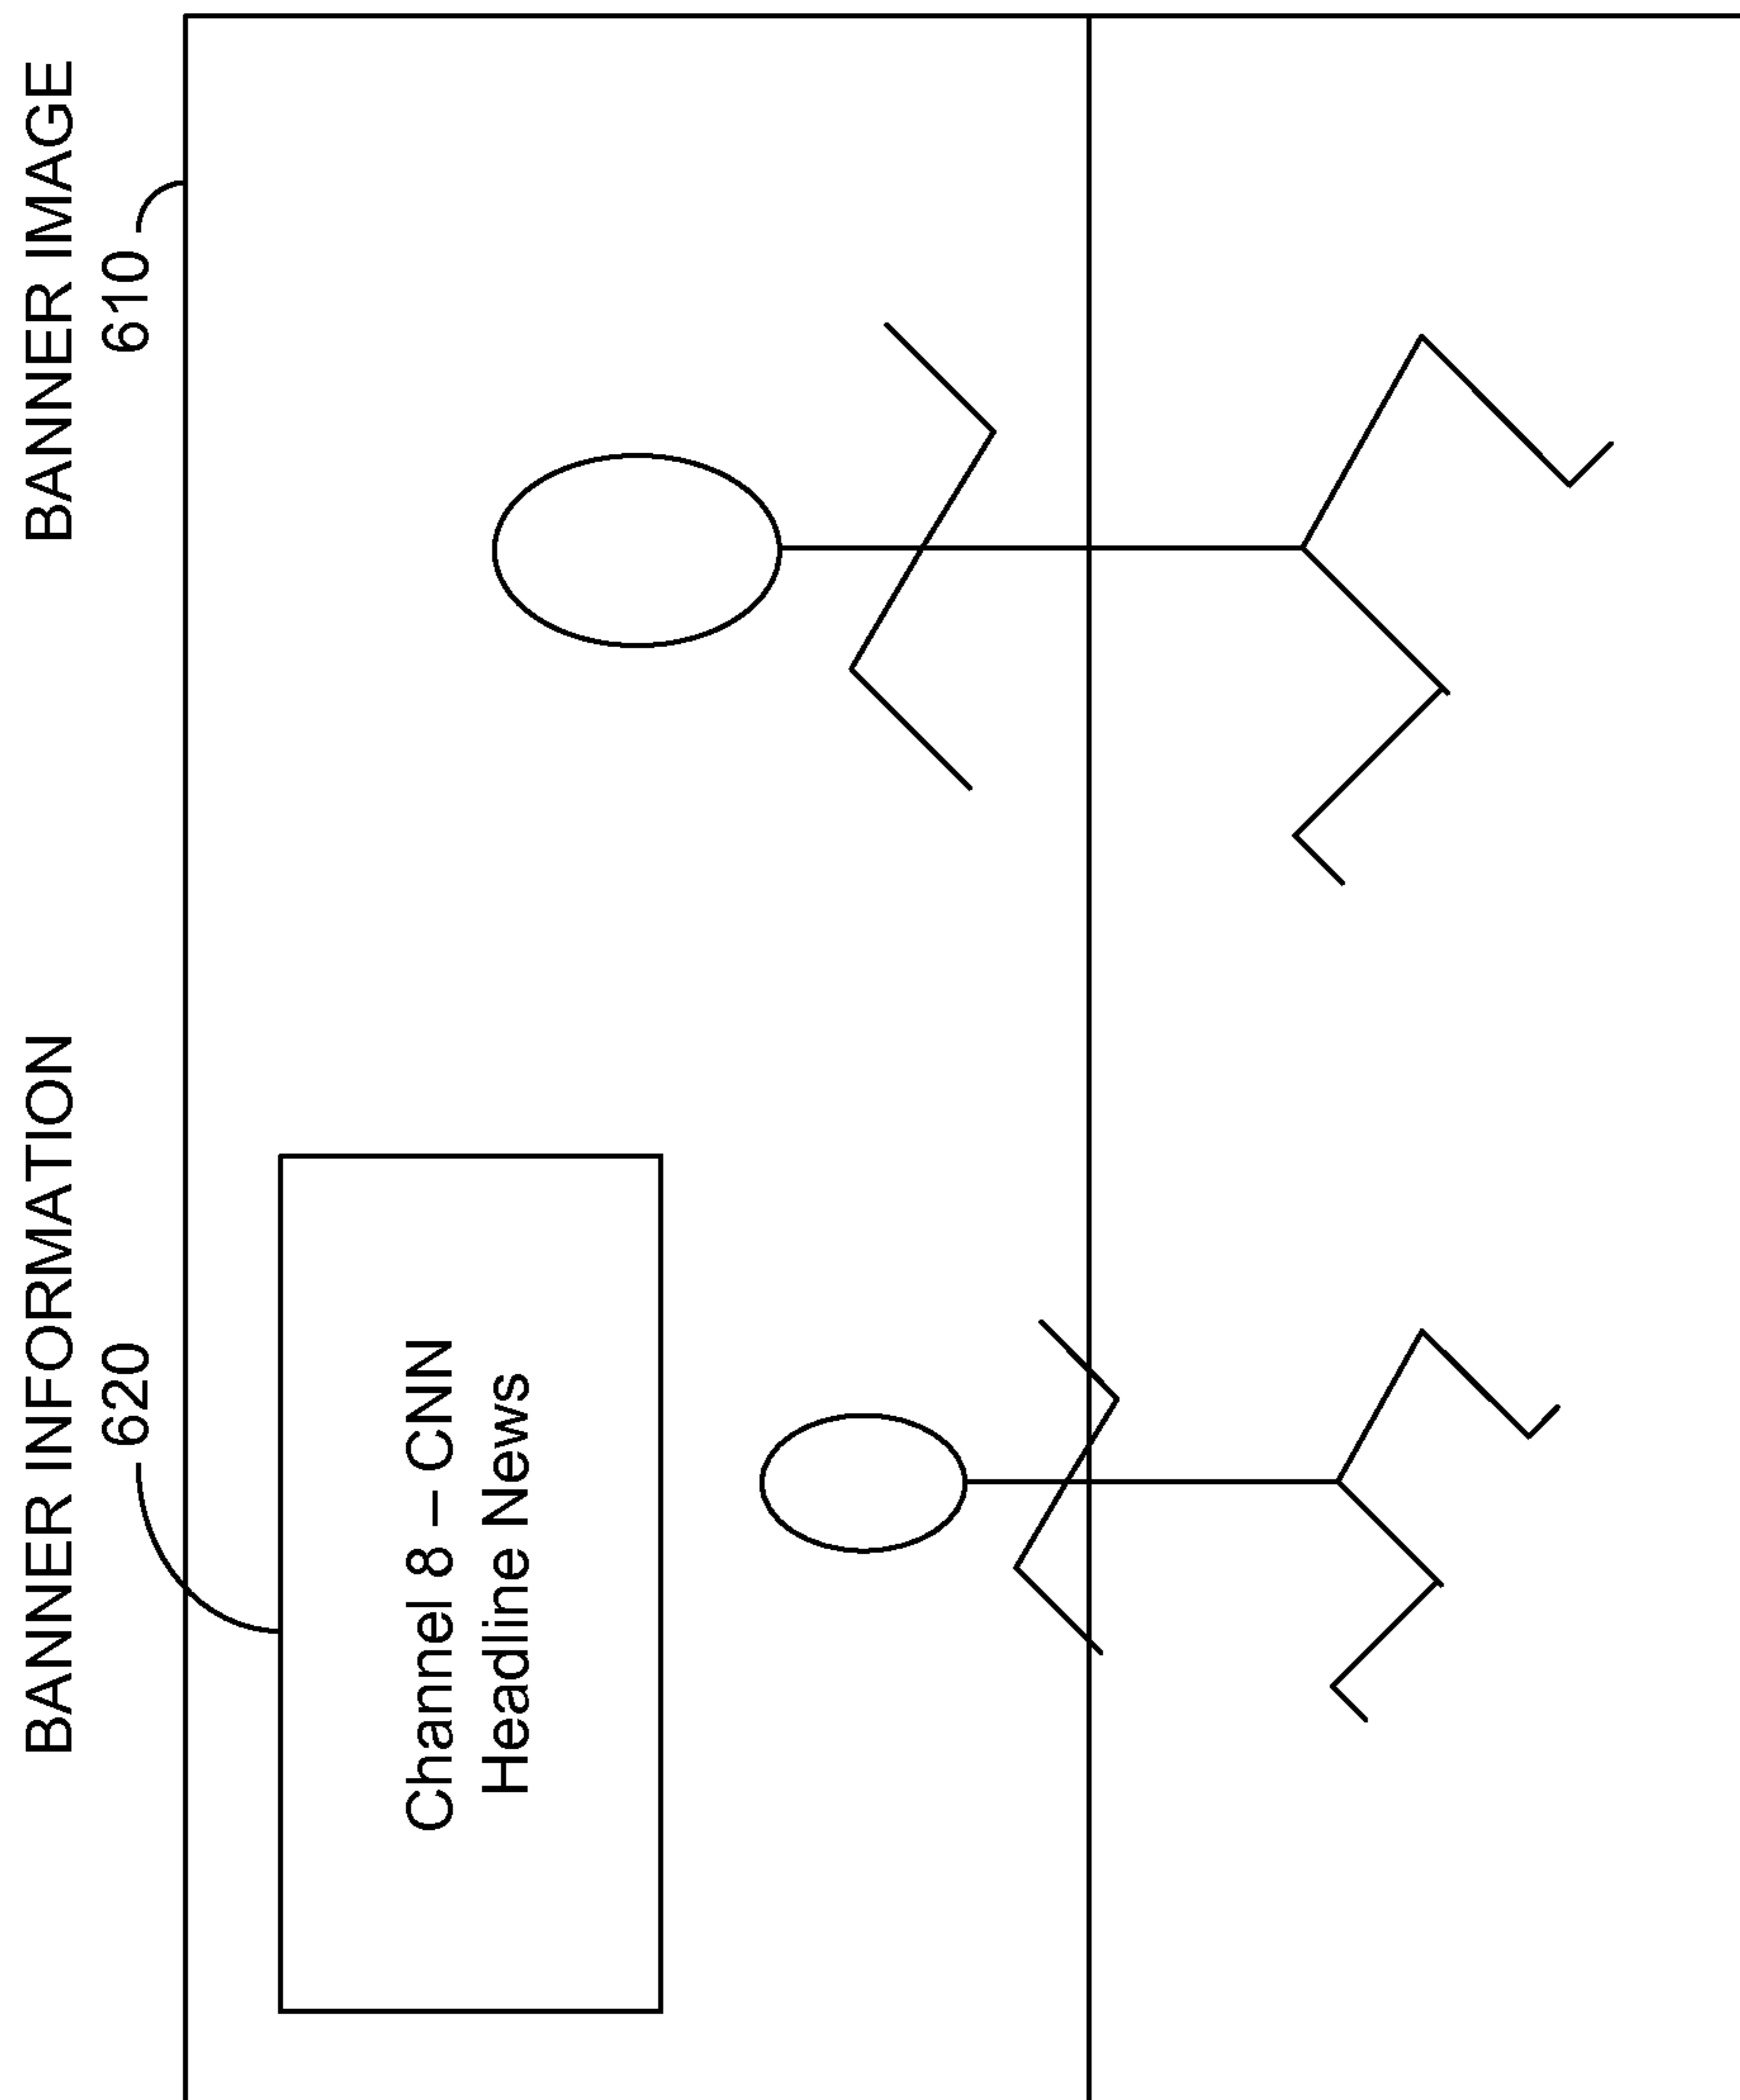 BANNER INFORMATION
620
BANNER IMAGE
610
Channel 8 – CNN
Headline News